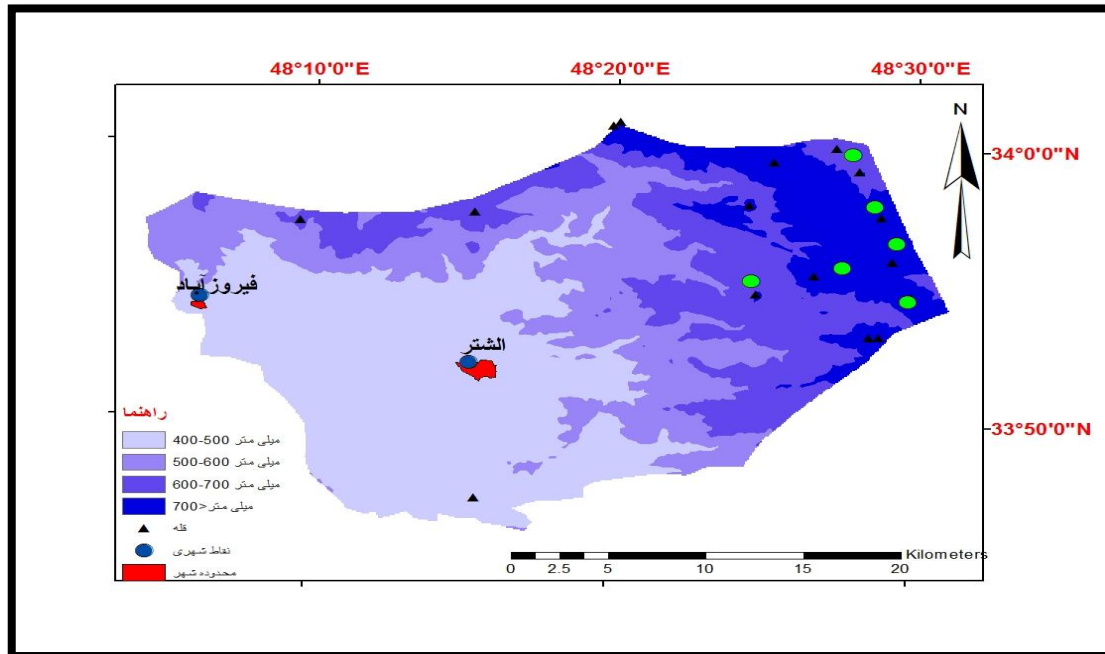 48°10'0"E 48°20'0"E 48°30'0"E
N
34°0'0"N
فیروز آباد
الشتر
راهنما
400-500 میلی متر
500-600 میلی متر
600-700 میلی متر
700< میلی متر
قله
نقاط شهری
محدوده شهر
33°50'0"N
Kilometers
0 2.5 5 10 15 20